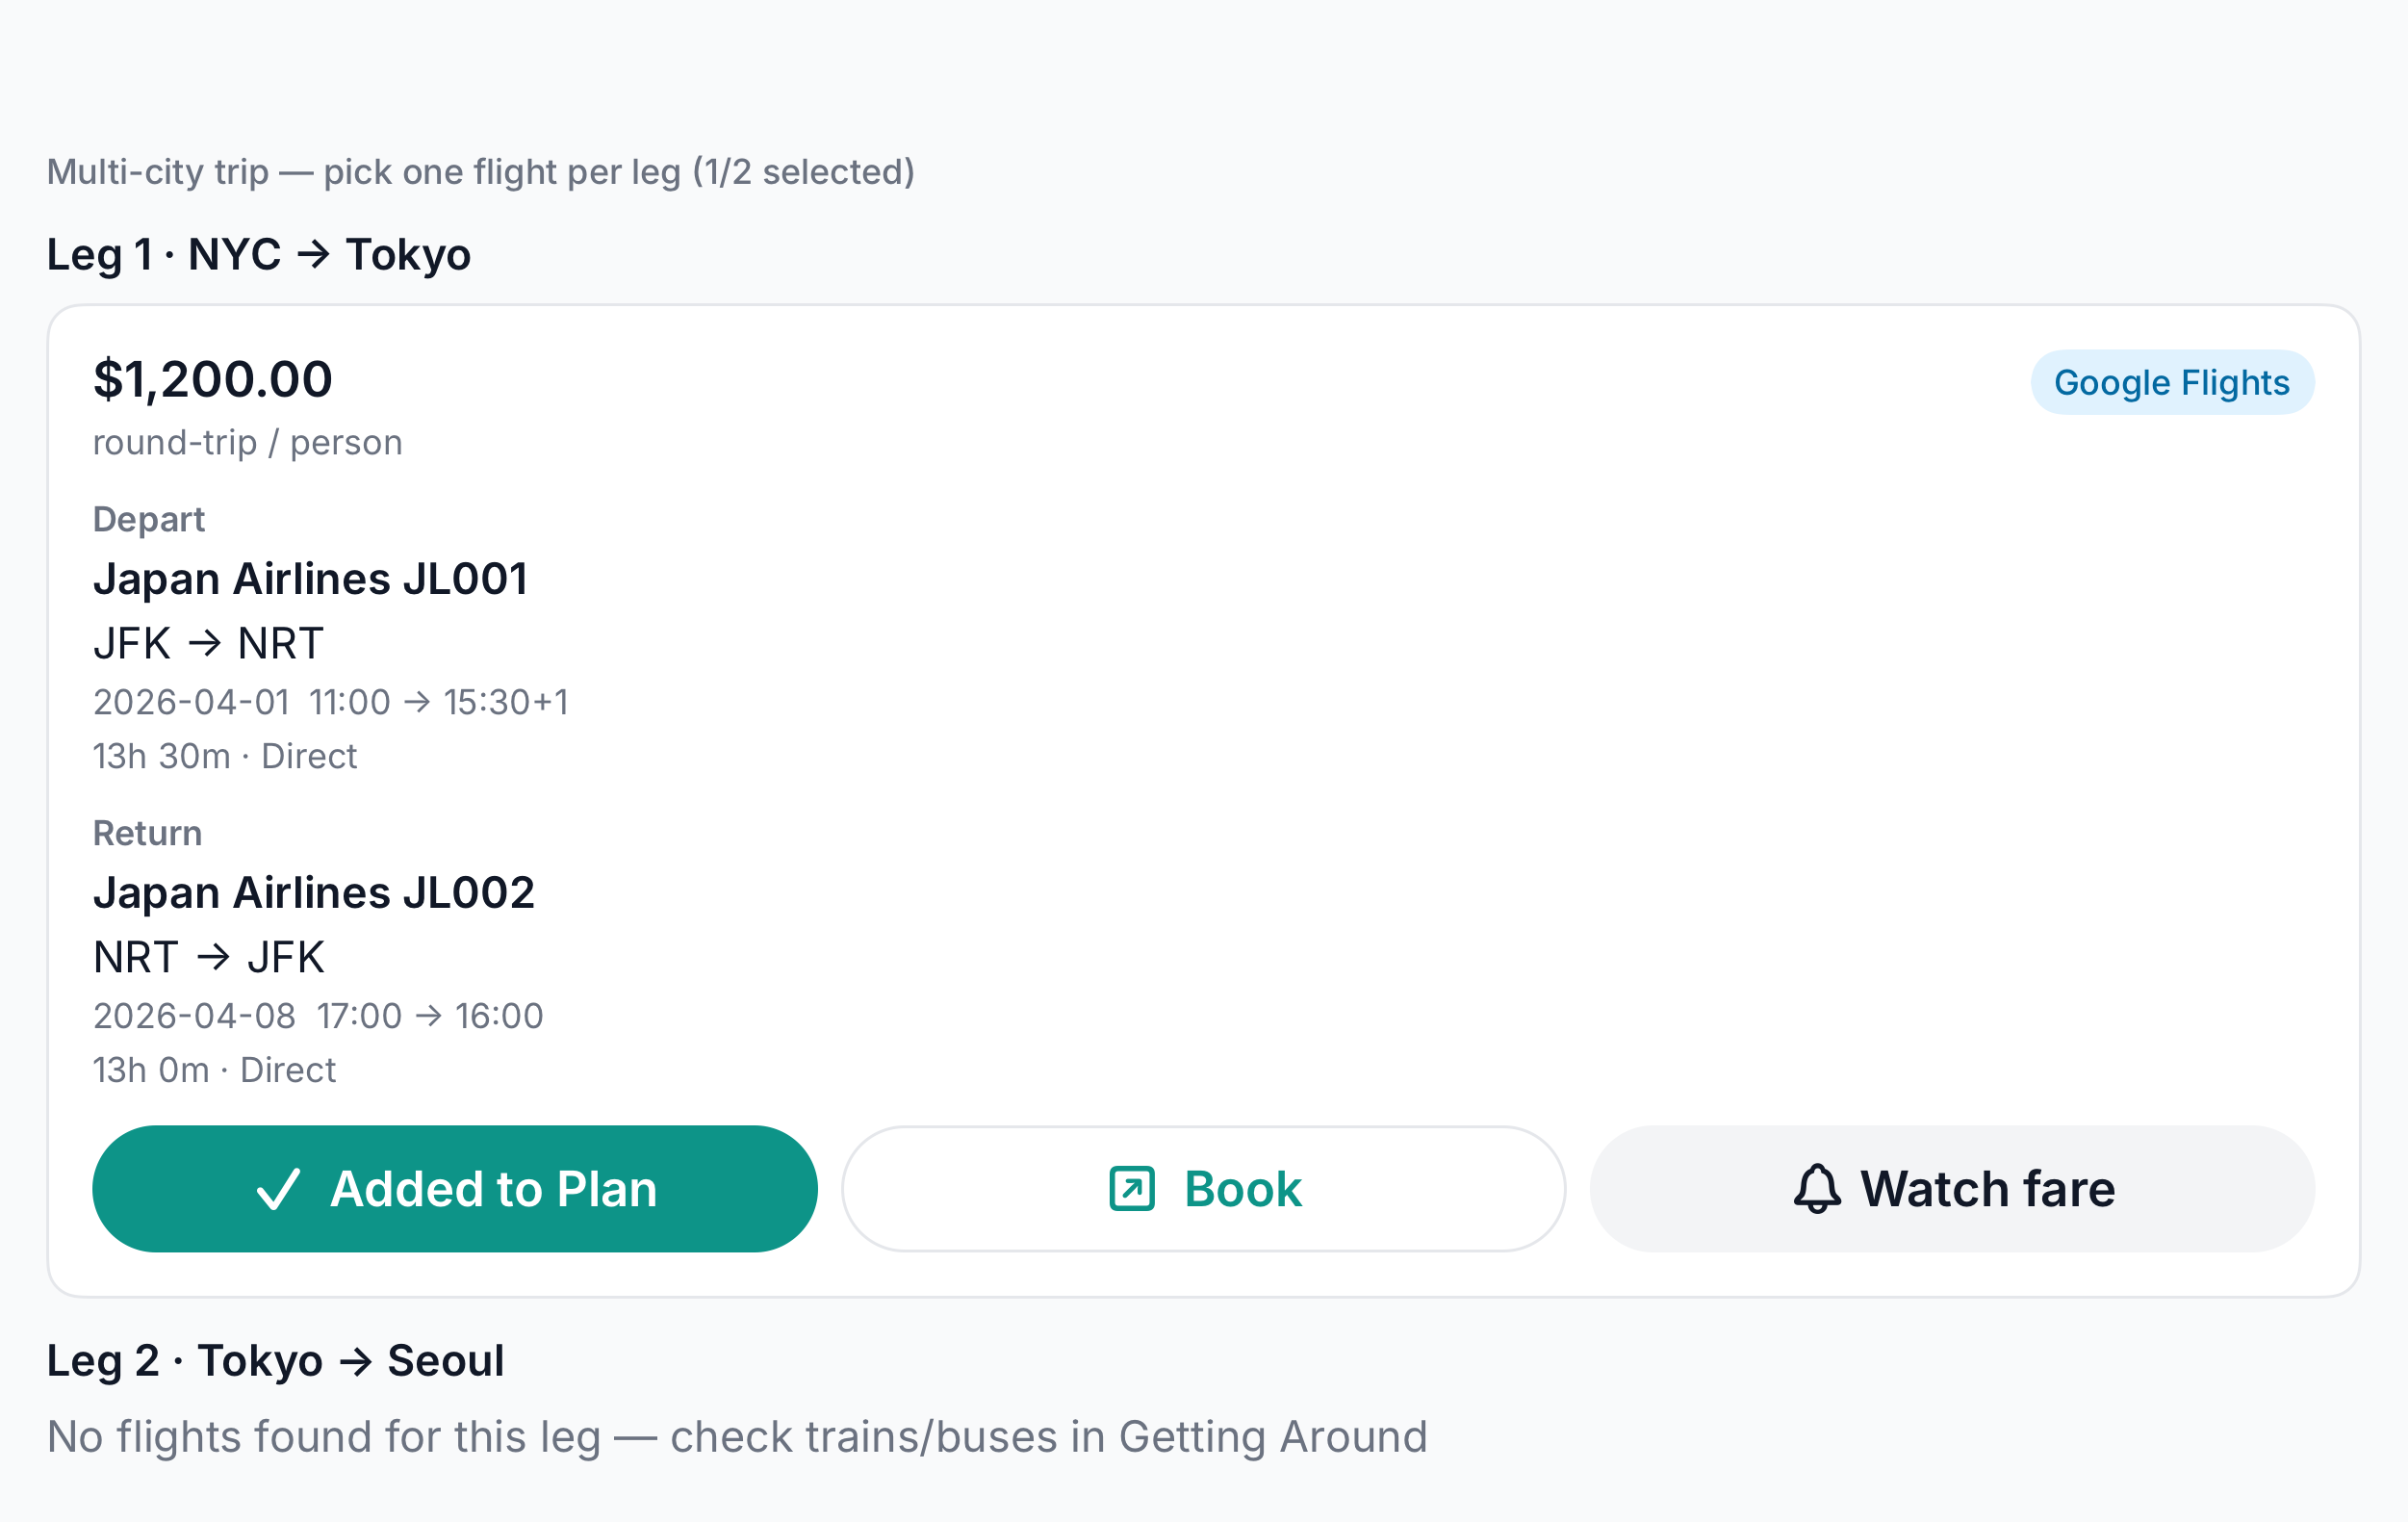 Multi-city trip — pick one flight per leg (1/2 selected)
Leg 1 · NYC → Tokyo
$1,200.00
Google Flights
round-trip / person
Depart
Japan Airlines JL001
JFK → NRT
2026-04-01 11:00 → 15:30+1
13h 30m · Direct
Return
Japan Airlines JL002
NRT → JFK
2026-04-08 17:00 → 16:00
13h 0m · Direct
Added to Plan
Book
Watch fare
Leg 2 · Tokyo → Seoul
No flights found for this leg — check trains/buses in Getting Around